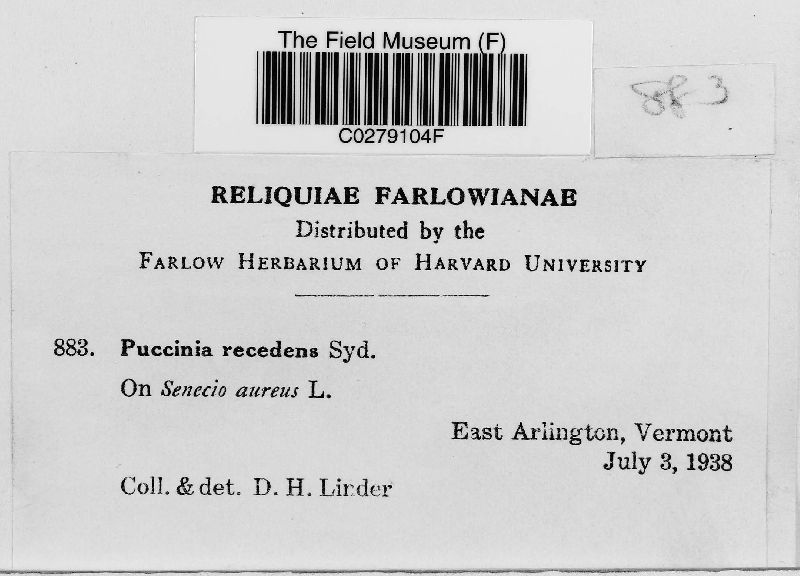 The Field Museum (F)
C0279104F
883
RELIQUIAE FARLOWIANAE
Distributed by the
FARLOW HERBARIUM OF HARVARD UNIVERSITY
883. Puccinia recedens Syd.
On Senecio aureus L.
East Arlington, Vermont
July 3, 1938
Coll. & det. D. H. Linder